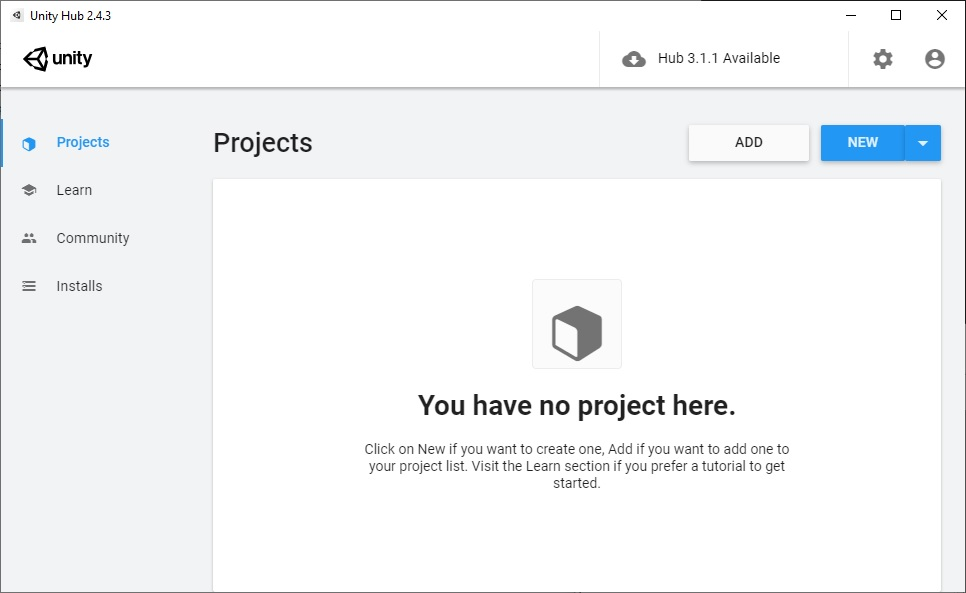 Unity Hub 2.4.3
unity
Hub 3.1.1 Available
Projects
Learn
Community
Installs
Projects
ADD
NEW
You have no project here.
Click on New if you want to create one, Add if you want to add one to
your project list. Visit the Learn section if you prefer a tutorial to get
started.